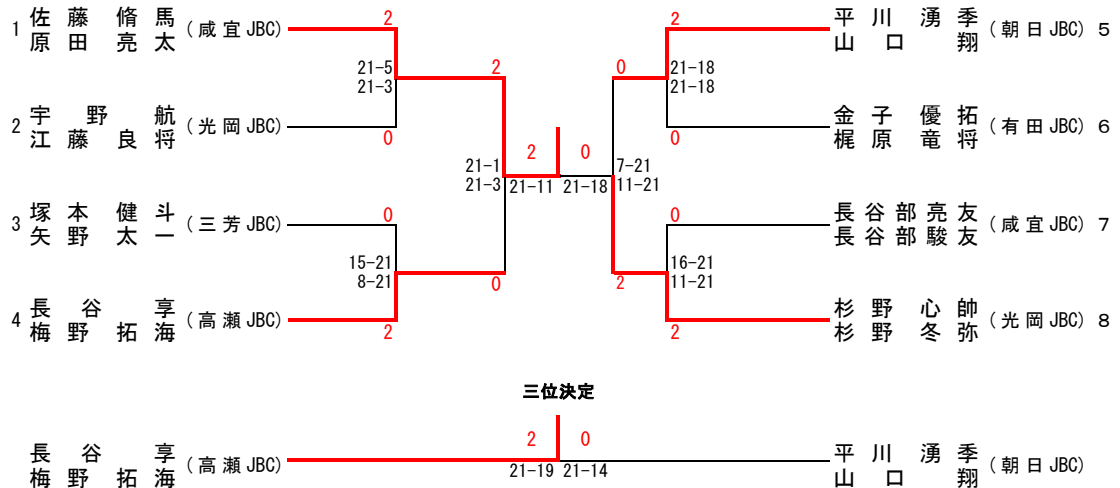 1 佐藤脩馬 (咸宜JBC)
原田亮太
2
21-5
21-3
2 宇野航 (光岡JBC)
江藤良将
0
2
21-1
21-3
3 塚本健斗 (三芳JBC)
矢野太一
0
15-21
8-21
4 長谷享 (高瀬JBC)
梅野拓海
2
0
2 0
21-11 21-18
平川湧季 (朝日JBC) 5
山口翔
2
21-18
21-18
金子優拓 (有田JBC) 6
梶原竜将
0
0
7-21
11-21
長谷部亮友 (咸宜JBC) 7
長谷部駿友
0
16-21
11-21
杉野心帥 (光岡JBC) 8
杉野冬弥
2
2
三位決定
長谷享 (高瀬JBC)
梅野拓海
2 0
21-19 21-14
平川湧季 (朝日JBC)
山口翔